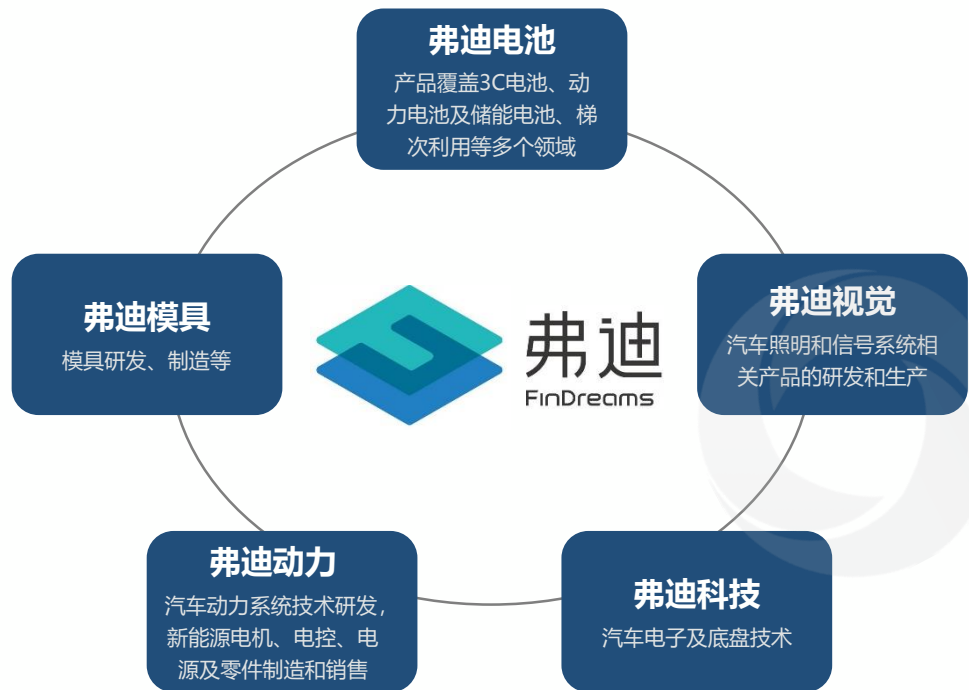 弗迪电池
产品覆盖3C电池、动
力电池及储能电池、梯
次利用等多个领域
弗迪模具
模具研发、制造等
弗迪
FinDreams
弗迪视觉
汽车照明和信号系统相
关产品的研发和生产
弗迪动力
汽车动力系统技术研发，
新能源电机、电控、电
源及零件制造和销售
弗迪科技
汽车电子及底盘技术